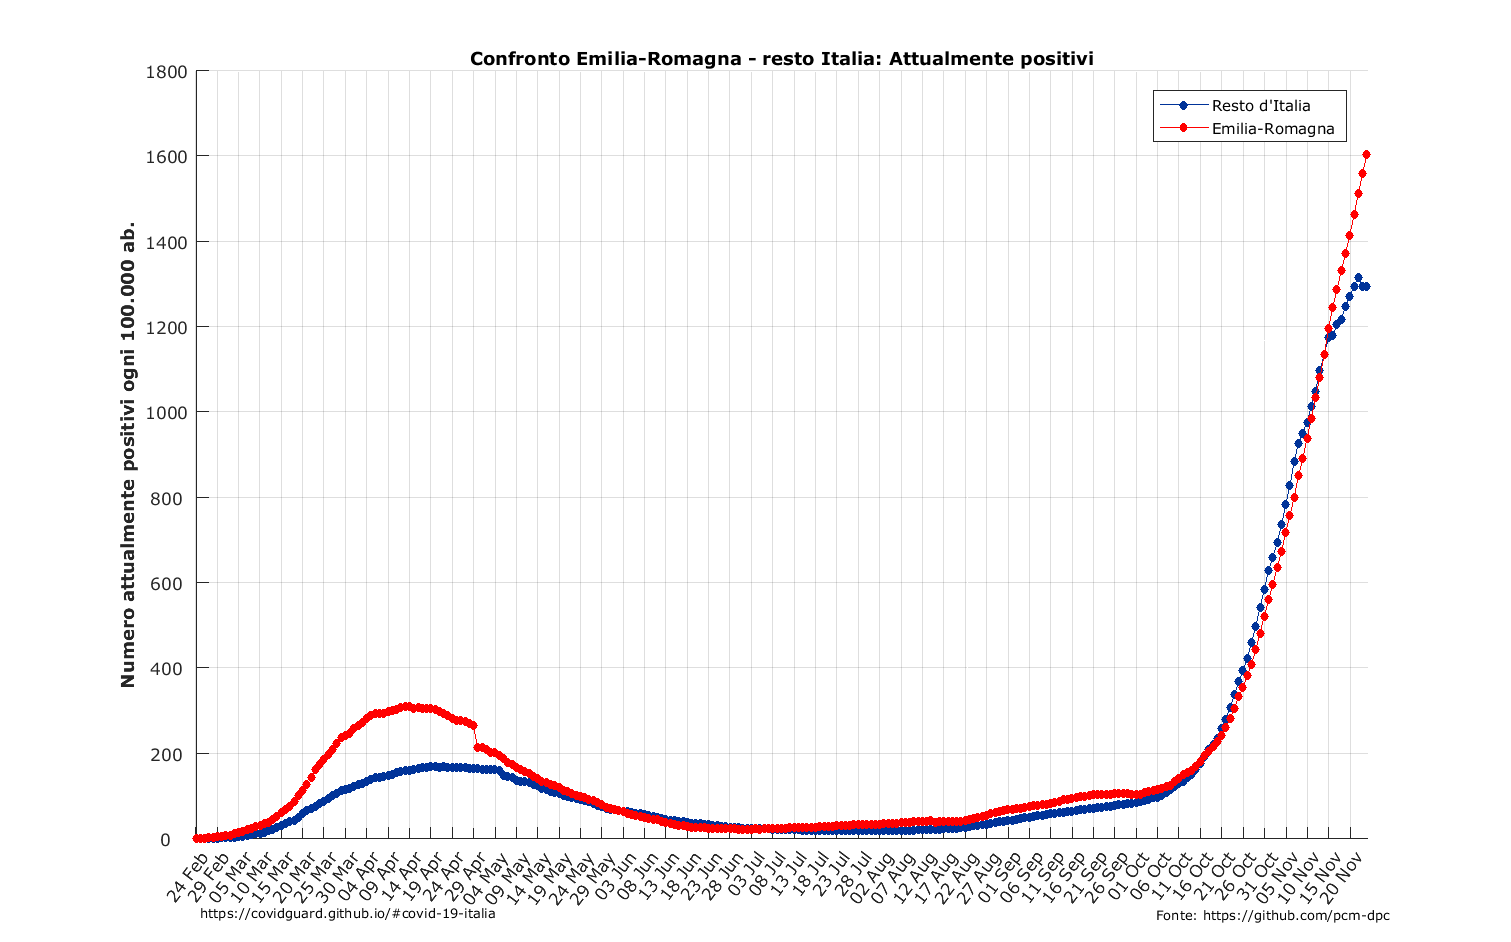 Confronto Emilia-Romagna - resto Italia: Attualmente positivi
Resto d'Italia
Emilia-Romagna
Numero attualmente positivi ogni 100.000 ab.
1800
1600
1400
1200
1000
800
600
400
200
0
24 Feb
29 Feb
05 Mar
10 Mar
15 Mar
20 Mar
25 Mar
30 Mar
04 Apr
09 Apr
14 Apr
19 Apr
24 Apr
29 Apr
04 May
09 May
14 May
19 May
24 May
29 May
03 Jun
08 Jun
13 Jun
18 Jun
23 Jun
28 Jun
03 Jul
08 Jul
13 Jul
18 Jul
23 Jul
28 Jul
02 Aug
07 Aug
12 Aug
17 Aug
22 Aug
27 Aug
01 Sep
06 Sep
11 Sep
16 Sep
21 Sep
26 Sep
01 Oct
06 Oct
11 Oct
16 Oct
21 Oct
26 Oct
31 Oct
05 Nov
10 Nov
15 Nov
20 Nov
https://covidguard.github.io/#covid-19-italia
Fonte: https://github.com/pcm-dpc